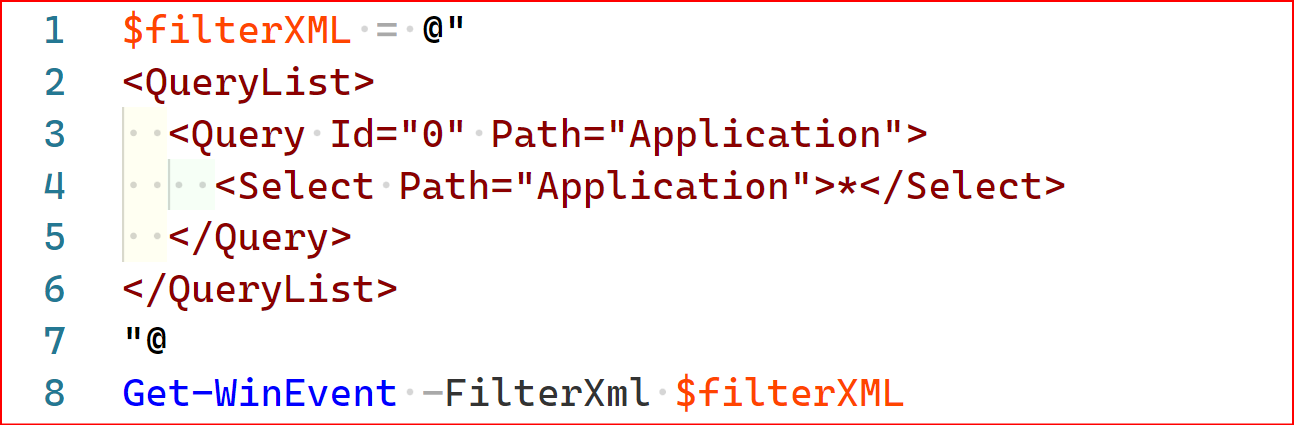 1 $filterXML = @"
2 <QueryList>
3   <Query Id="0" Path="Application">
4     <Select Path="Application">*</Select>
5   </Query>
6 </QueryList>
7 "@
8 Get-WinEvent -FilterXml $filterXML